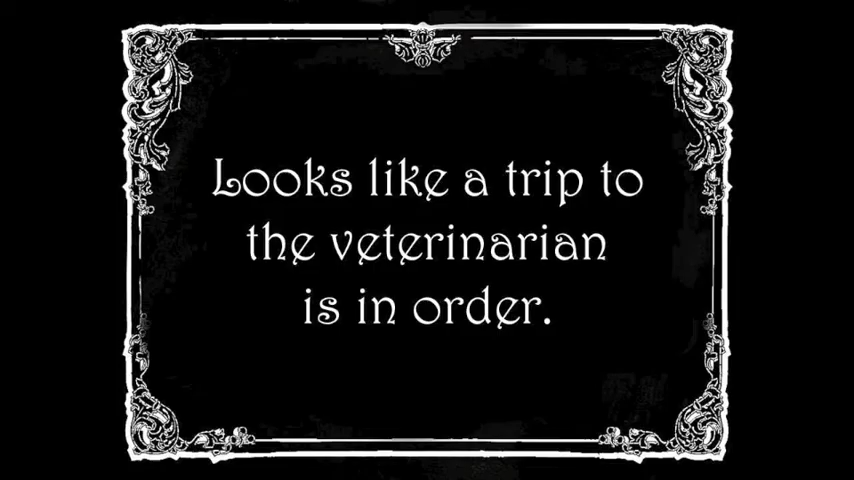 Looks like a trip to
the veterinarian
is in order.